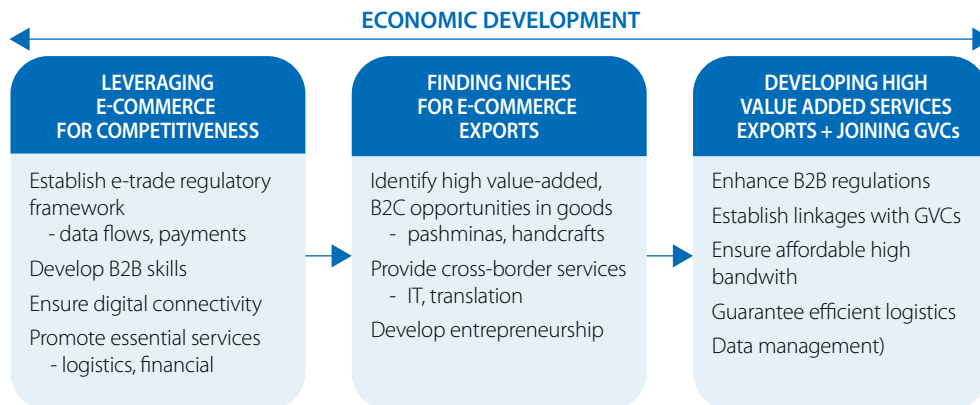 ECONOMIC DEVELOPMENT
LEVERAGING
E-COMMERCE
FOR COMPETITIVENESS
Establish e-trade regulatory
framework
- data flows, payments
Develop B2B skills
Ensure digital connectivity
Promote essential services
- logistics, financial
FINDING NICHES
FOR E-COMMERCE
EXPORTS
Identify high value-added,
B2C opportunities in goods
- pashminas, handcrafts
Provide cross-border services
- IT, translation
Develop entrepreneurship
DEVELOPING HIGH
VALUE ADDED SERVICES
EXPORTS + JOINING GVCs
Enhance B2B regulations
Establish linkages with GVCs
Ensure affordable high
bandwith
Guarantee efficient logistics
Data management)